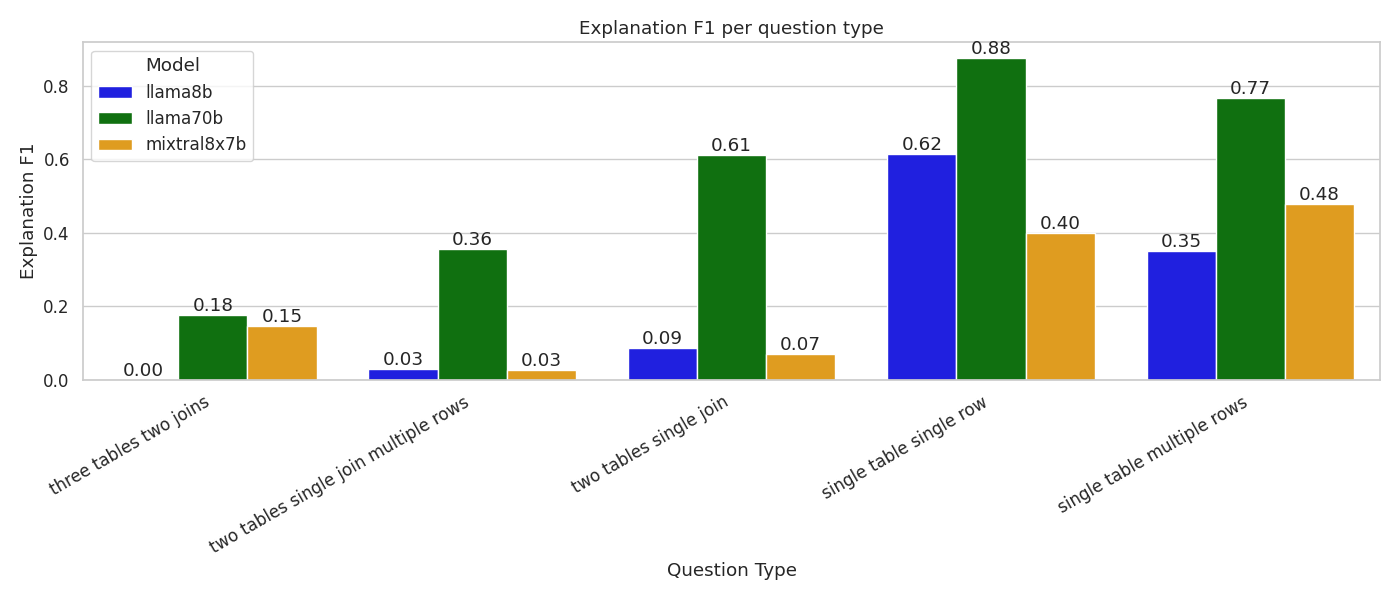 Explanation F1 per question type
Model
llama8b
llama70b
mixtral8x7b
Explanation F1
0.8
0.6
0.4
0.2
0.0
0.00
0.18
0.15
0.03
0.36
0.03
0.09
0.61
0.07
0.62
0.88
0.40
0.35
0.77
0.48
three tables two joins
two tables single join multiple rows
two tables single join
single table single row
single table multiple rows
Question Type